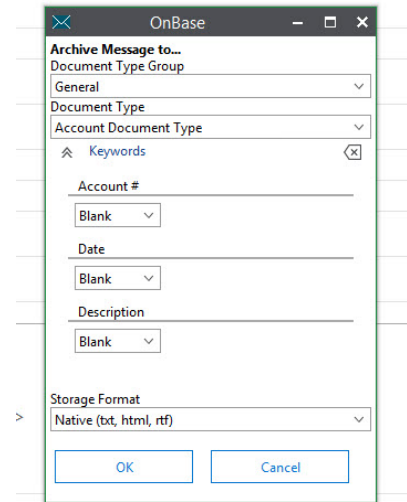 OnBase
Archive Message to...
Document Type Group
General
Document Type
Account Document Type
Keywords
Account #
Blank
Date
Blank
Description
Blank
Storage Format
Native (txt, html, rtf)
OK Cancel